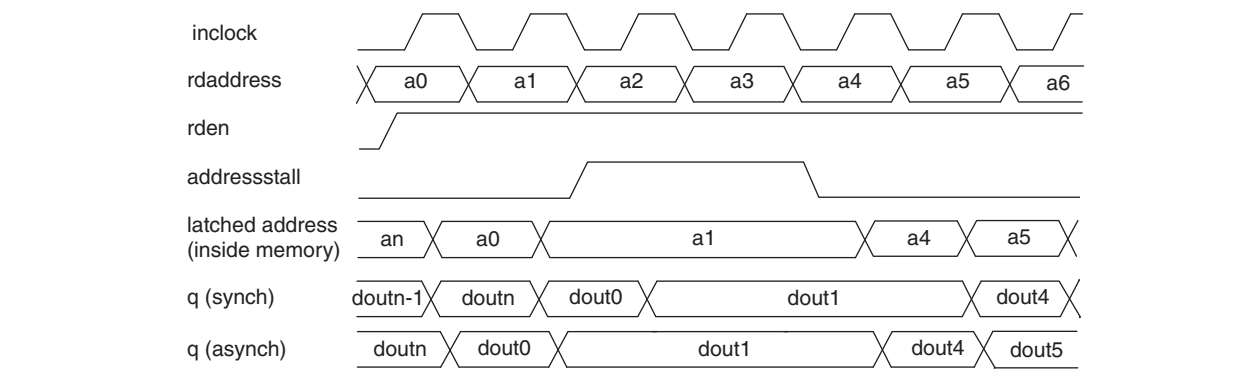 inclock
rdaddress a0 a1 a2 a3 a4 a5 a6
rden
addressstall
latched address
(inside memory) an a0 a1 a4 a5
q (synch) doutn-1 doutn dout0 dout1 dout4
q (asynch) doutn dout0 dout1 dout4 dout5